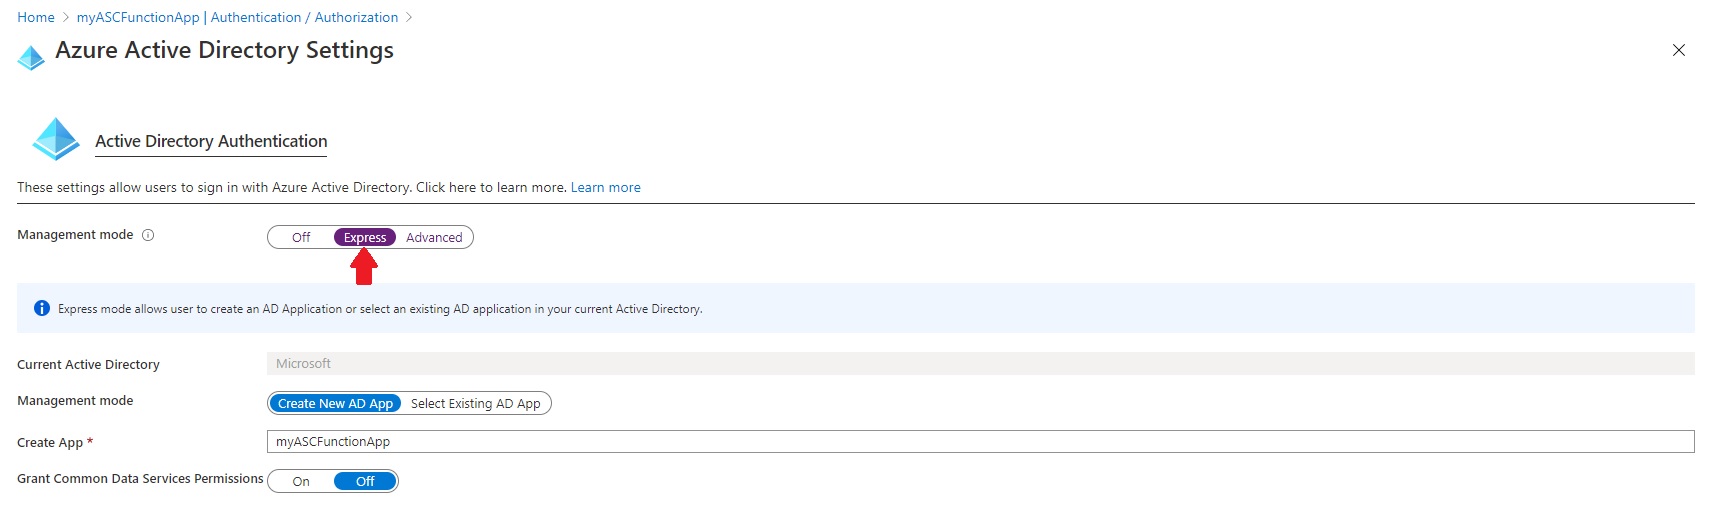 Home > myASCFunctionApp | Authentication / Authorization >
Azure Active Directory Settings
Active Directory Authentication
These settings allow users to sign in with Azure Active Directory. Click here to learn more. Learn more
Management mode Off Express Advanced
Express mode allows user to create an AD Application or select an existing AD application in your current Active Directory.
Current Active Directory Microsoft
Management mode Create New AD App Select Existing AD App
Create App * myASCFunctionApp
Grant Common Data Services Permissions On Off